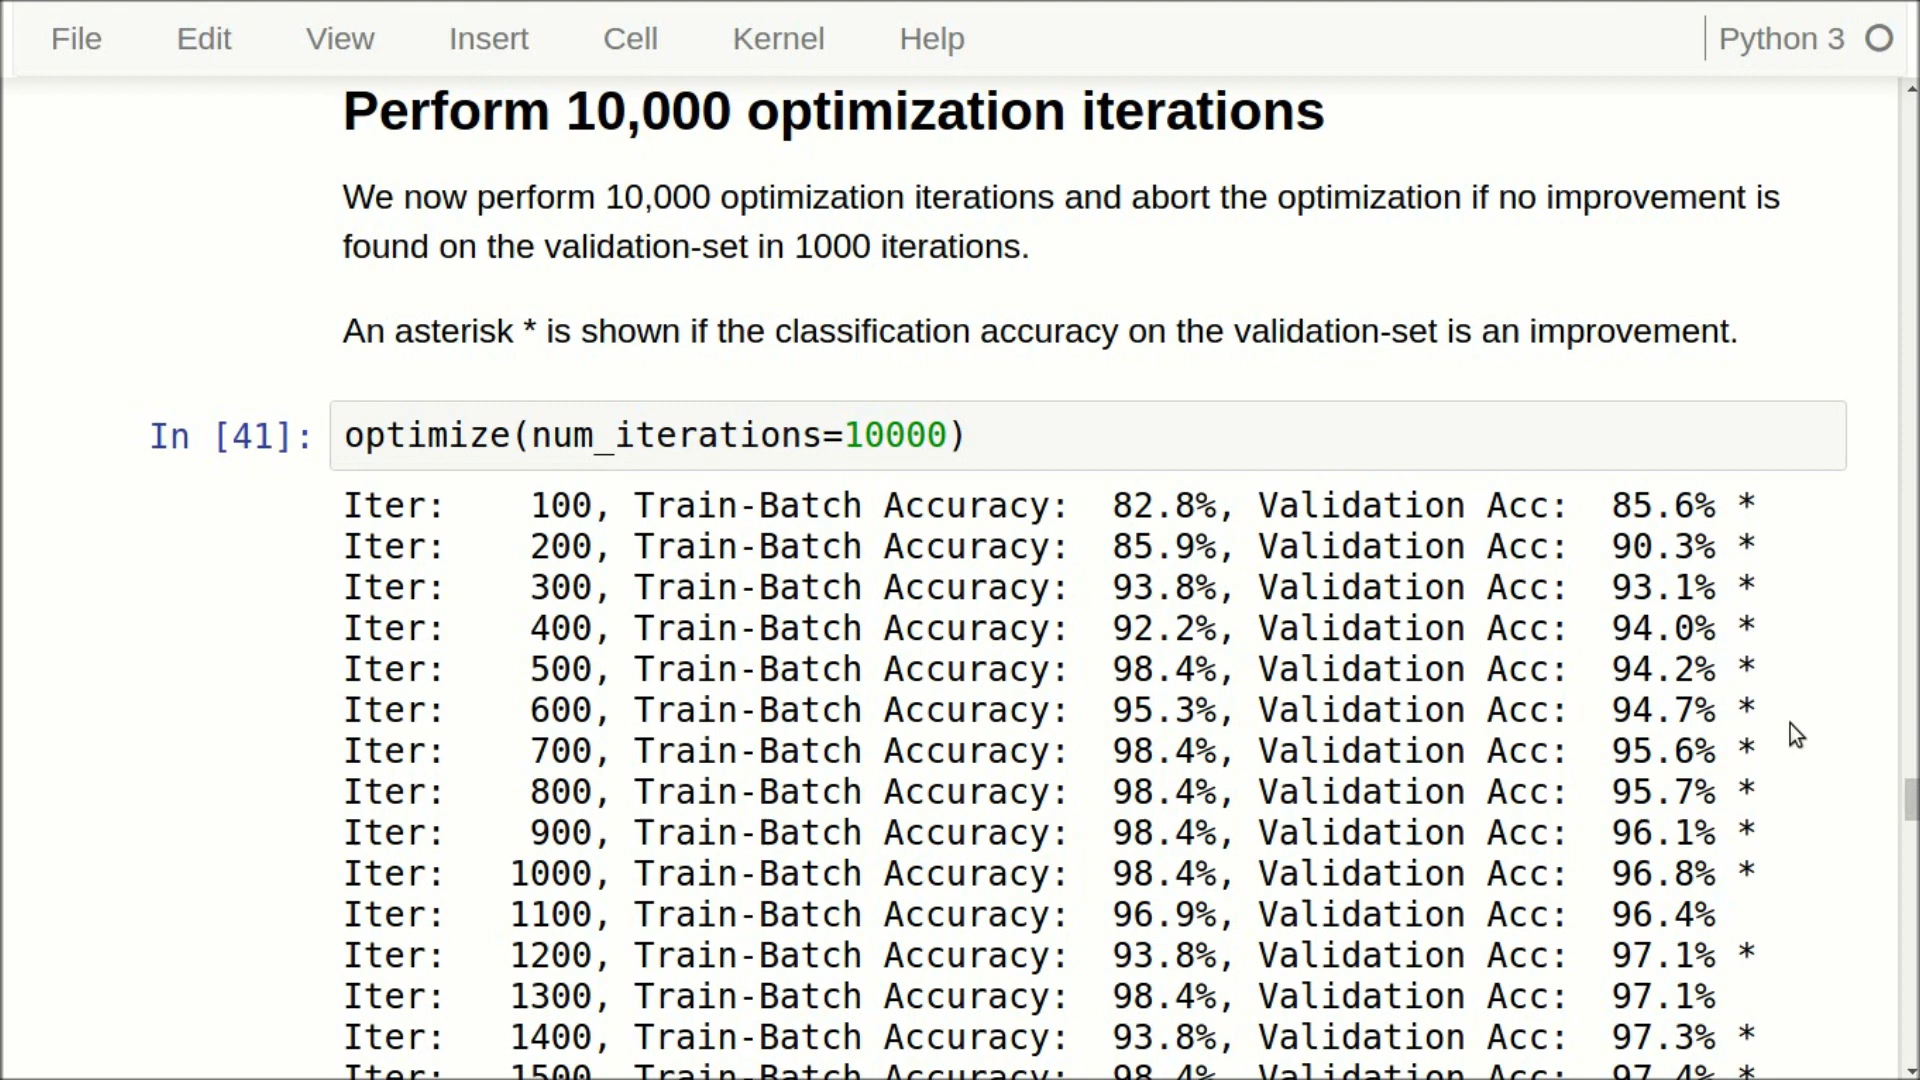 File Edit View Insert Cell Kernel Help Python 3
Perform 10,000 optimization iterations
We now perform 10,000 optimization iterations and abort the optimization if no improvement is
found on the validation-set in 1000 iterations.
An asterisk * is shown if the classification accuracy on the validation-set is an improvement.
In [41]: optimize(num_iterations=10000)
Iter:    100, Train-Batch Accuracy:  82.8%, Validation Acc:  85.6% *
Iter:    200, Train-Batch Accuracy:  85.9%, Validation Acc:  90.3% *
Iter:    300, Train-Batch Accuracy:  93.8%, Validation Acc:  93.1% *
Iter:    400, Train-Batch Accuracy:  92.2%, Validation Acc:  94.0% *
Iter:    500, Train-Batch Accuracy:  98.4%, Validation Acc:  94.2% *
Iter:    600, Train-Batch Accuracy:  95.3%, Validation Acc:  94.7% *
Iter:    700, Train-Batch Accuracy:  98.4%, Validation Acc:  95.6% *
Iter:    800, Train-Batch Accuracy:  98.4%, Validation Acc:  95.7% *
Iter:    900, Train-Batch Accuracy:  98.4%, Validation Acc:  96.1% *
Iter:   1000, Train-Batch Accuracy:  98.4%, Validation Acc:  96.8% *
Iter:   1100, Train-Batch Accuracy:  96.9%, Validation Acc:  96.4%
Iter:   1200, Train-Batch Accuracy:  93.8%, Validation Acc:  97.1% *
Iter:   1300, Train-Batch Accuracy:  98.4%, Validation Acc:  97.1%
Iter:   1400, Train-Batch Accuracy:  93.8%, Validation Acc:  97.3% *
Iter:   1500, Train-Batch Accuracy:  98.4%, Validation Acc:  97.4% *